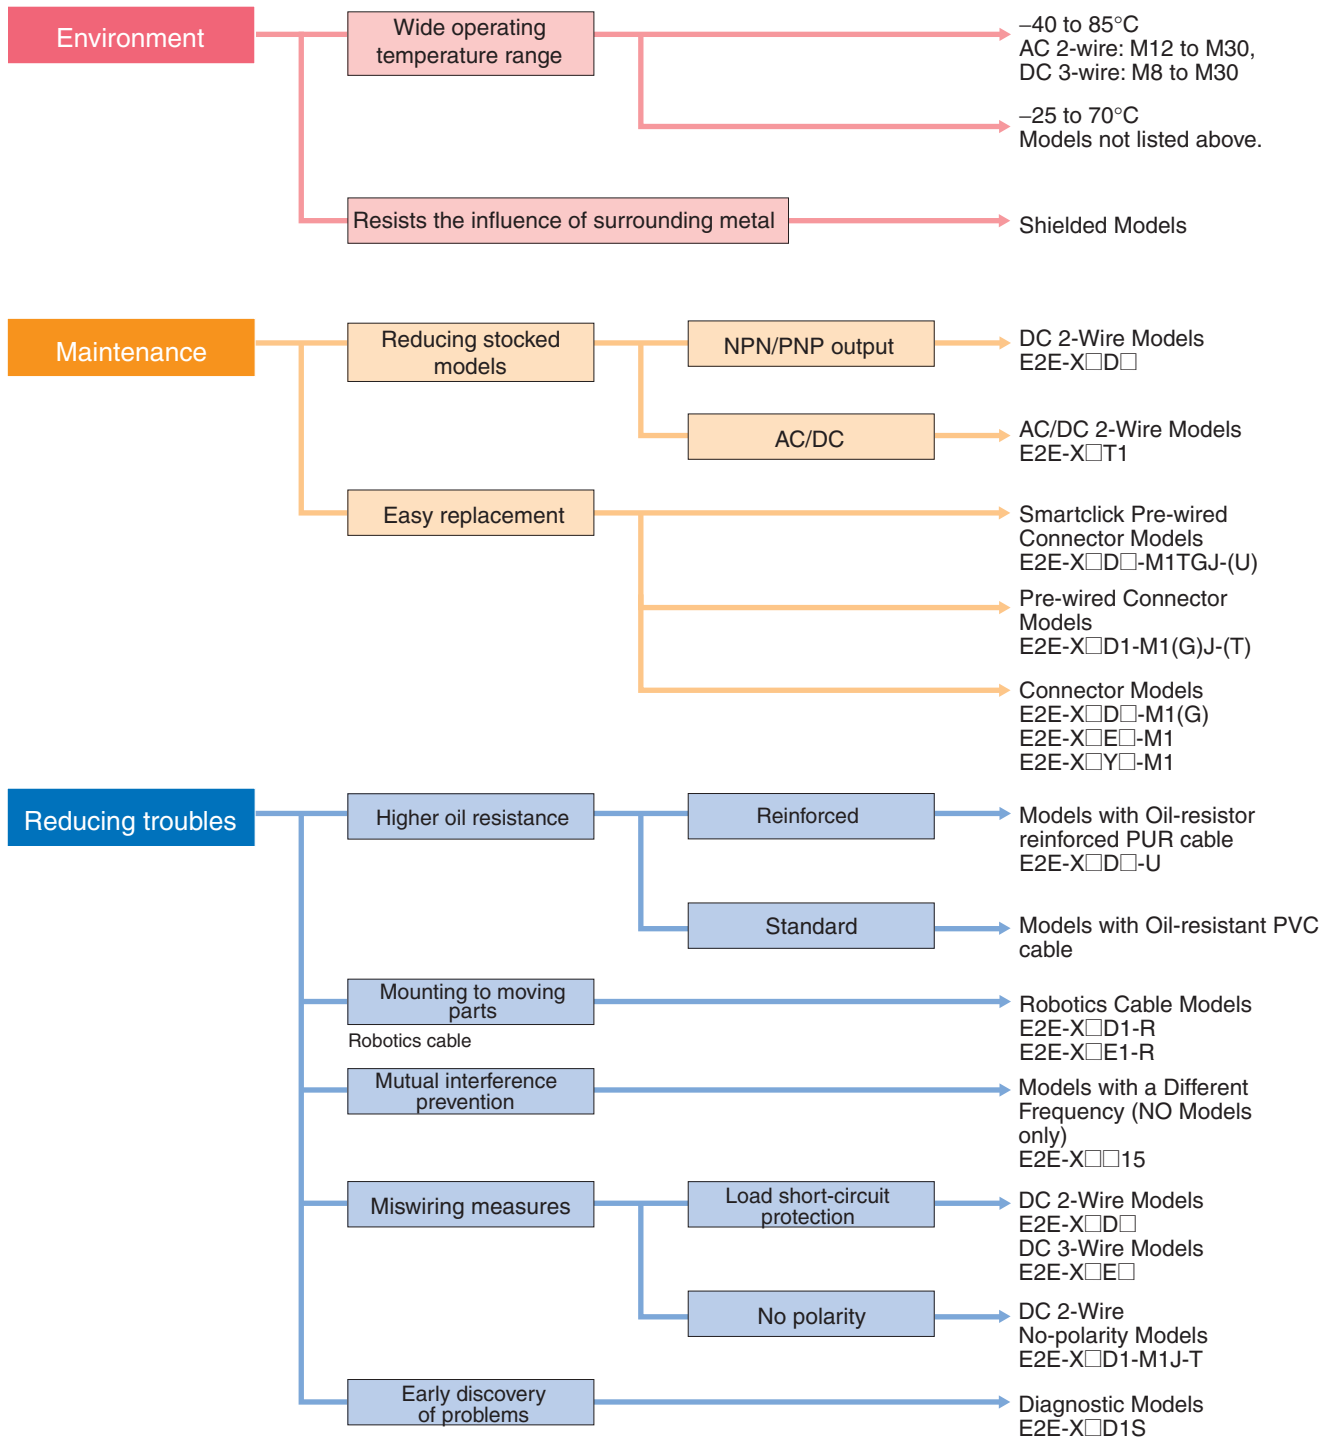 Environment
Wide operating
temperature range
–40 to 85°C
AC 2-wire: M12 to M30,
DC 3-wire: M8 to M30
–25 to 70°C
Models not listed above.
Resists the influence of surrounding metal
Shielded Models
Maintenance
Reducing stocked
models
NPN/PNP output
DC 2-Wire Models
E2E-X□D□
AC/DC
AC/DC 2-Wire Models
E2E-X□T1
Easy replacement
Smartclick Pre-wired
Connector Models
E2E-X□D□-M1TGJ-(U)
Pre-wired Connector
Models
E2E-X□D1-M1(G)J-(T)
Connector Models
E2E-X□D□-M1(G)
E2E-X□E□-M1
E2E-X□Y□-M1
Reducing troubles
Higher oil resistance
Reinforced
Models with Oil-resistor
reinforced PUR cable
E2E-X□D□-U
Standard
Models with Oil-resistant PVC
cable
Mounting to moving
parts
Robotics cable
Robotics Cable Models
E2E-X□D1-R
E2E-X□E1-R
Mutual interference
prevention
Models with a Different
Frequency (NO Models
only)
E2E-X□□15
Miswiring measures
Load short-circuit
protection
DC 2-Wire Models
E2E-X□D□
DC 3-Wire Models
E2E-X□E□
No polarity
DC 2-Wire
No-polarity Models
E2E-X□D1-M1J-T
Early discovery
of problems
Diagnostic Models
E2E-X□D1S